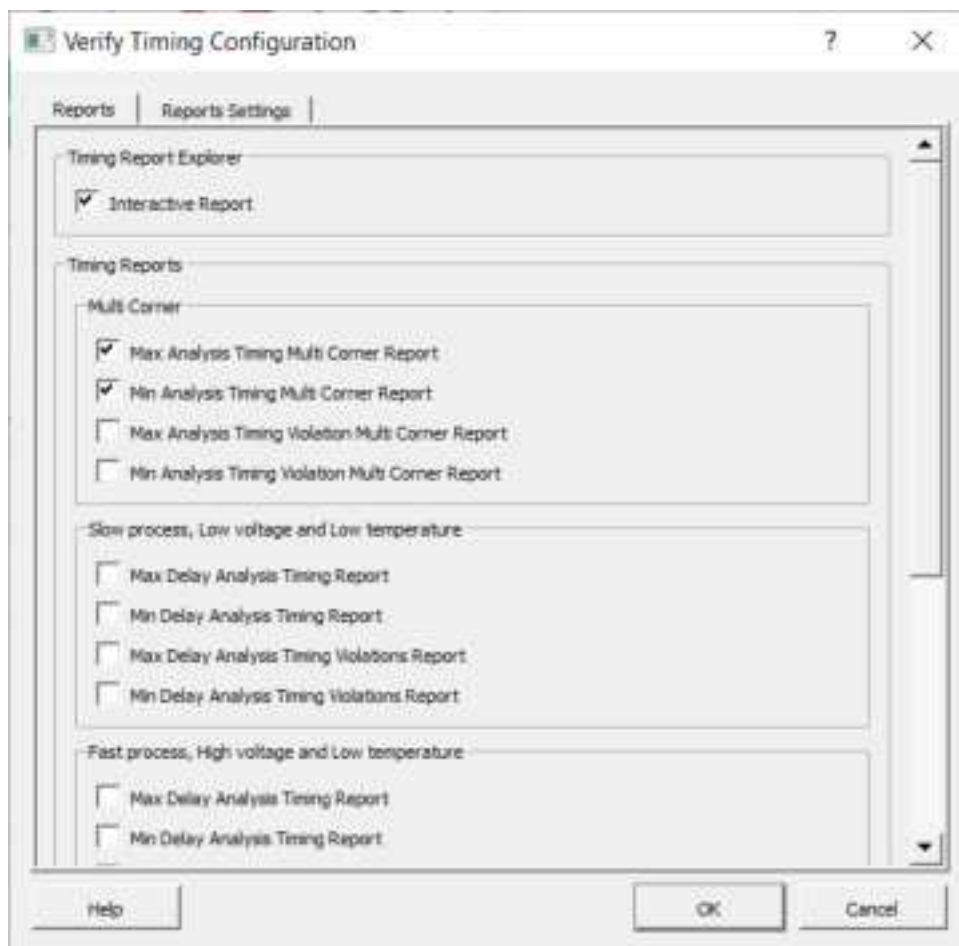 Verify Timing Configuration ?
Reports Reports Settings
Timing Report Explorer
Interactive Report
Timing Reports
Multi Corner
Max Analysis Timing Multi Corner Report
Min Analysis Timing Multi Corner Report
Max Analysis Timing Violation Multi Corner Report
Min Analysis Timing Violation Multi Corner Report
Slow process, Low voltage and Low temperature
Max Delay Analysis Timing Report
Min Delay Analysis Timing Report
Max Delay Analysis Timing Violations Report
Min Delay Analysis Timing Violations Report
Fast process, High voltage and Low temperature
Max Delay Analysis Timing Report
Min Delay Analysis Timing Report
Help OK Cancel